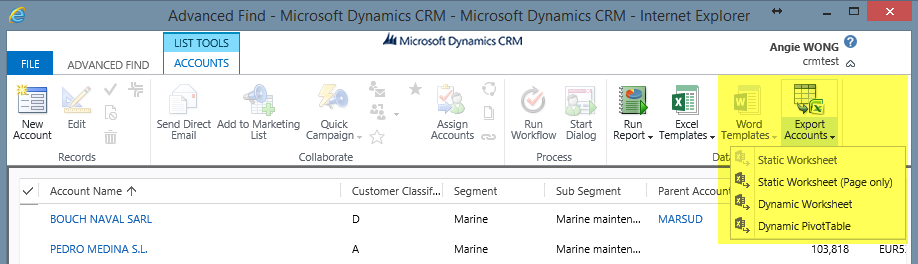 Advanced Find - Microsoft Dynamics CRM - Microsoft Dynamics CRM - Internet Explorer
Microsoft Dynamics CRM
Angie WONG
crmtest
FILE
ADVANCED FIND
LIST TOOLS
ACCOUNTS
New Account
Edit
Records
Send Direct Email
Add to Marketing List
Quick Campaign
Assign Accounts
Collaborate
Run Workflow
Start Dialog
Process
Run Report
Excel Templates
Word Templates
Export Accounts
Dat
Static Worksheet
Static Worksheet (Page only)
Dynamic Worksheet
Dynamic PivotTable
Account Name Customer Classif... Segment Sub Segment Parent Accoun
BOUCH NAVAL SARL D Marine Marine mainten... MARSUD
PEDRO MEDINA S.L. A Marine Marine mainten... 103,818 EUR5.